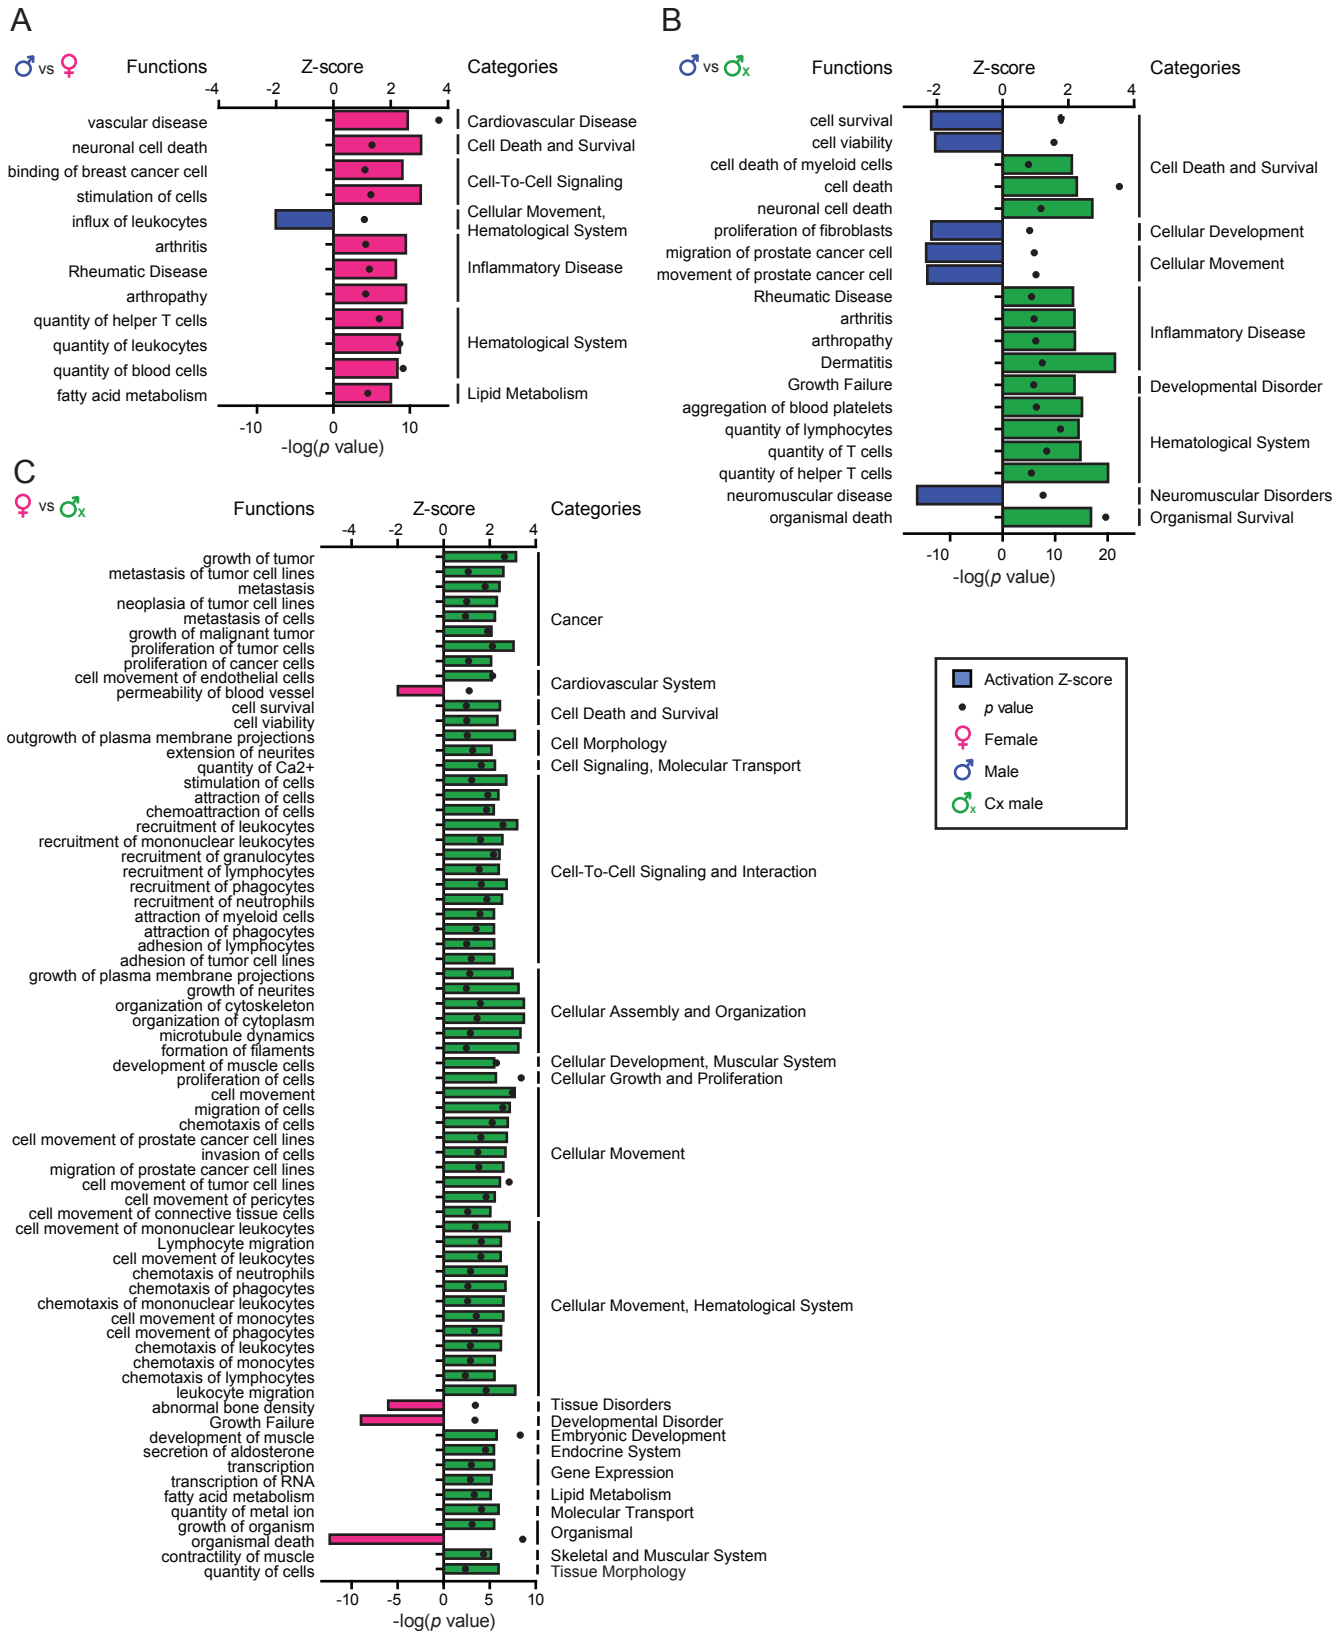 A
♂ vs ♀ Functions Z-score Categories
-4 -2 0 2 4
vascular disease Cardiovascular Disease
neuronal cell death Cell Death and Survival
binding of breast cancer cell
Cell-To-Cell Signaling
stimulation of cells
influx of leukocytes Cellular Movement,
Hematological System
arthritis
Rheumatic Disease Inflammatory Disease
arthropathy
quantity of helper T cells
quantity of leukocytes Hematological System
quantity of blood cells
fatty acid metabolism Lipid Metabolism
-10 0 10
-log(p value)
B
♂ vs ♂x Functions Z-score Categories
-2 0 2 4
cell survival
cell viability
cell death of myeloid cells Cell Death and Survival
cell death
neuronal cell death
proliferation of fibroblasts Cellular Development
migration of prostate cancer cell
Cellular Movement
movement of prostate cancer cell
Rheumatic Disease
arthritis
Inflammatory Disease
arthropathy
Dermatitis
Growth Failure Developmental Disorder
aggregation of blood platelets
quantity of lymphocytes
Hematological System
quantity of T cells
quantity of helper T cells
neuromuscular disease Neuromuscular Disorders
organismal death Organismal Survival
-10 0 10 20
-log(p value)
Activation Z-score
p value
♀ Female
♂ Male
♂x Cx male
C
♀ vs ♂x Functions Z-score Categories
-4 -2 0 2 4
growth of tumor
metastasis of tumor cell lines
metastasis
neoplasia of tumor cell lines
metastasis of cells
Cancer
growth of malignant tumor
proliferation of tumor cells
proliferation of cancer cells
cell movement of endothelial cells
Cardiovascular System
permeability of blood vessel
cell survival
Cell Death and Survival
cell viability
outgrowth of plasma membrane projections
Cell Morphology
extension of neurites
quantity of Ca2+ Cell Signaling, Molecular Transport
stimulation of cells
attraction of cells
chemoattraction of cells
recruitment of leukocytes
recruitment of mononuclear leukocytes
recruitment of granulocytes
recruitment of lymphocytes Cell-To-Cell Signaling and Interaction
recruitment of phagocytes
recruitment of neutrophils
attraction of myeloid cells
attraction of phagocytes
adhesion of lymphocytes
adhesion of tumor cell lines
growth of plasma membrane projections
growth of neurites
organization of cytoskeleton
Cellular Assembly and Organization
organization of cytoplasm
microtubule dynamics
formation of filaments
development of muscle cells Cellular Development, Muscular System
proliferation of cells Cellular Growth and Proliferation
cell movement
migration of cells
chemotaxis of cells
cell movement of prostate cancer cell lines
invasion of cells Cellular Movement
migration of prostate cancer cell lines
cell movement of tumor cell lines
cell movement of pericytes
cell movement of connective tissue cells
cell movement of mononuclear leukocytes
Lymphocyte migration
cell movement of leukocytes
chemotaxis of neutrophils
chemotaxis of phagocytes
chemotaxis of mononuclear leukocytes Cellular Movement, Hematological System
cell movement of monocytes
cell movement of phagocytes
chemotaxis of leukocytes
chemotaxis of monocytes
chemotaxis of lymphocytes
leukocyte migration
abnormal bone density Tissue Disorders
Growth Failure Developmental Disorder
development of muscle Embryonic Development
secretion of aldosterone Endocrine System
transcription
Gene Expression
transcription of RNA
fatty acid metabolism Lipid Metabolism
quantity of metal ion Molecular Transport
growth of organism
Organismal
organismal death
contractility of muscle Skeletal and Muscular System
quantity of cells Tissue Morphology
-10 -5 0 5 10
-log(p value)